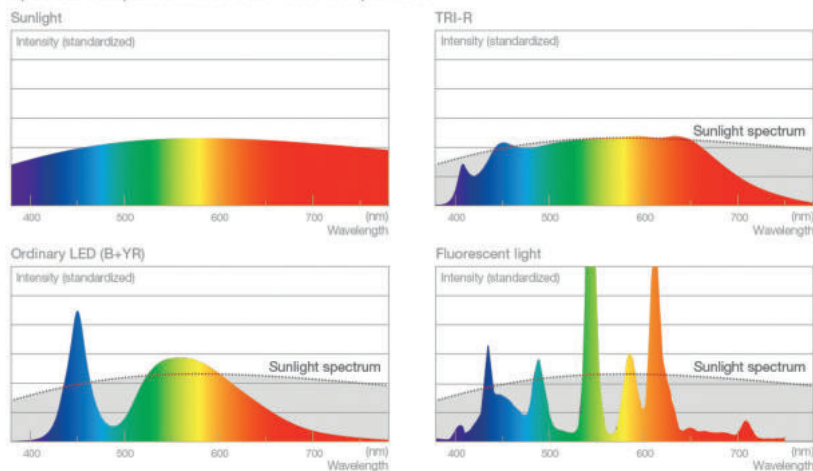 Sunlight
Intensity (standardized)
400 500 600 700 (nm)
Wavelength
TRI-R
Intensity (standardized)
Sunlight spectrum
400 500 600 700 (nm)
Wavelength
Ordinary LED (B+YR)
Intensity (standardized)
Sunlight spectrum
400 500 600 700 (nm)
Wavelength
Fluorescent light
Intensity (standardized)
Sunlight spectrum
400 500 600 700 (nm)
Wavelength